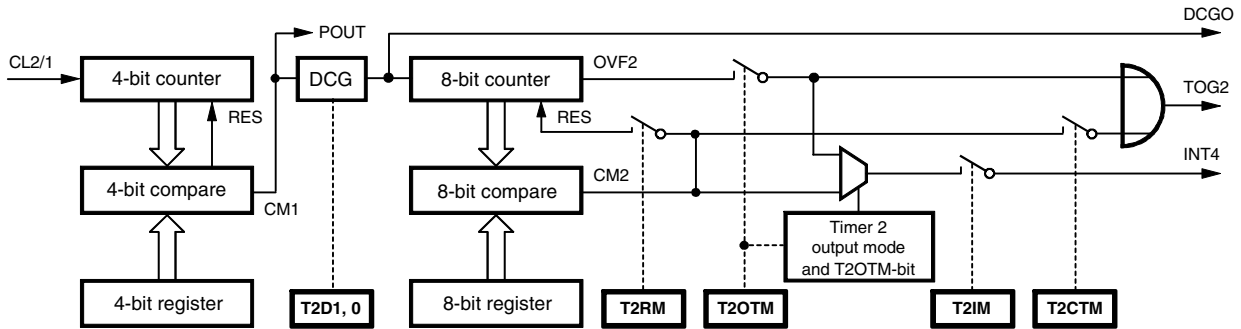 DCGO
POUT
CL2/1
4-bit counter
DCG
8-bit counter
OVF2
TOG2
RES
RES
INT4
4-bit compare
CM1
8-bit compare
CM2
Timer 2
output mode
and T2OTM-bit
4-bit register
T2D1, 0
8-bit register
T2RM
T2OTM
T2IM
T2CTM